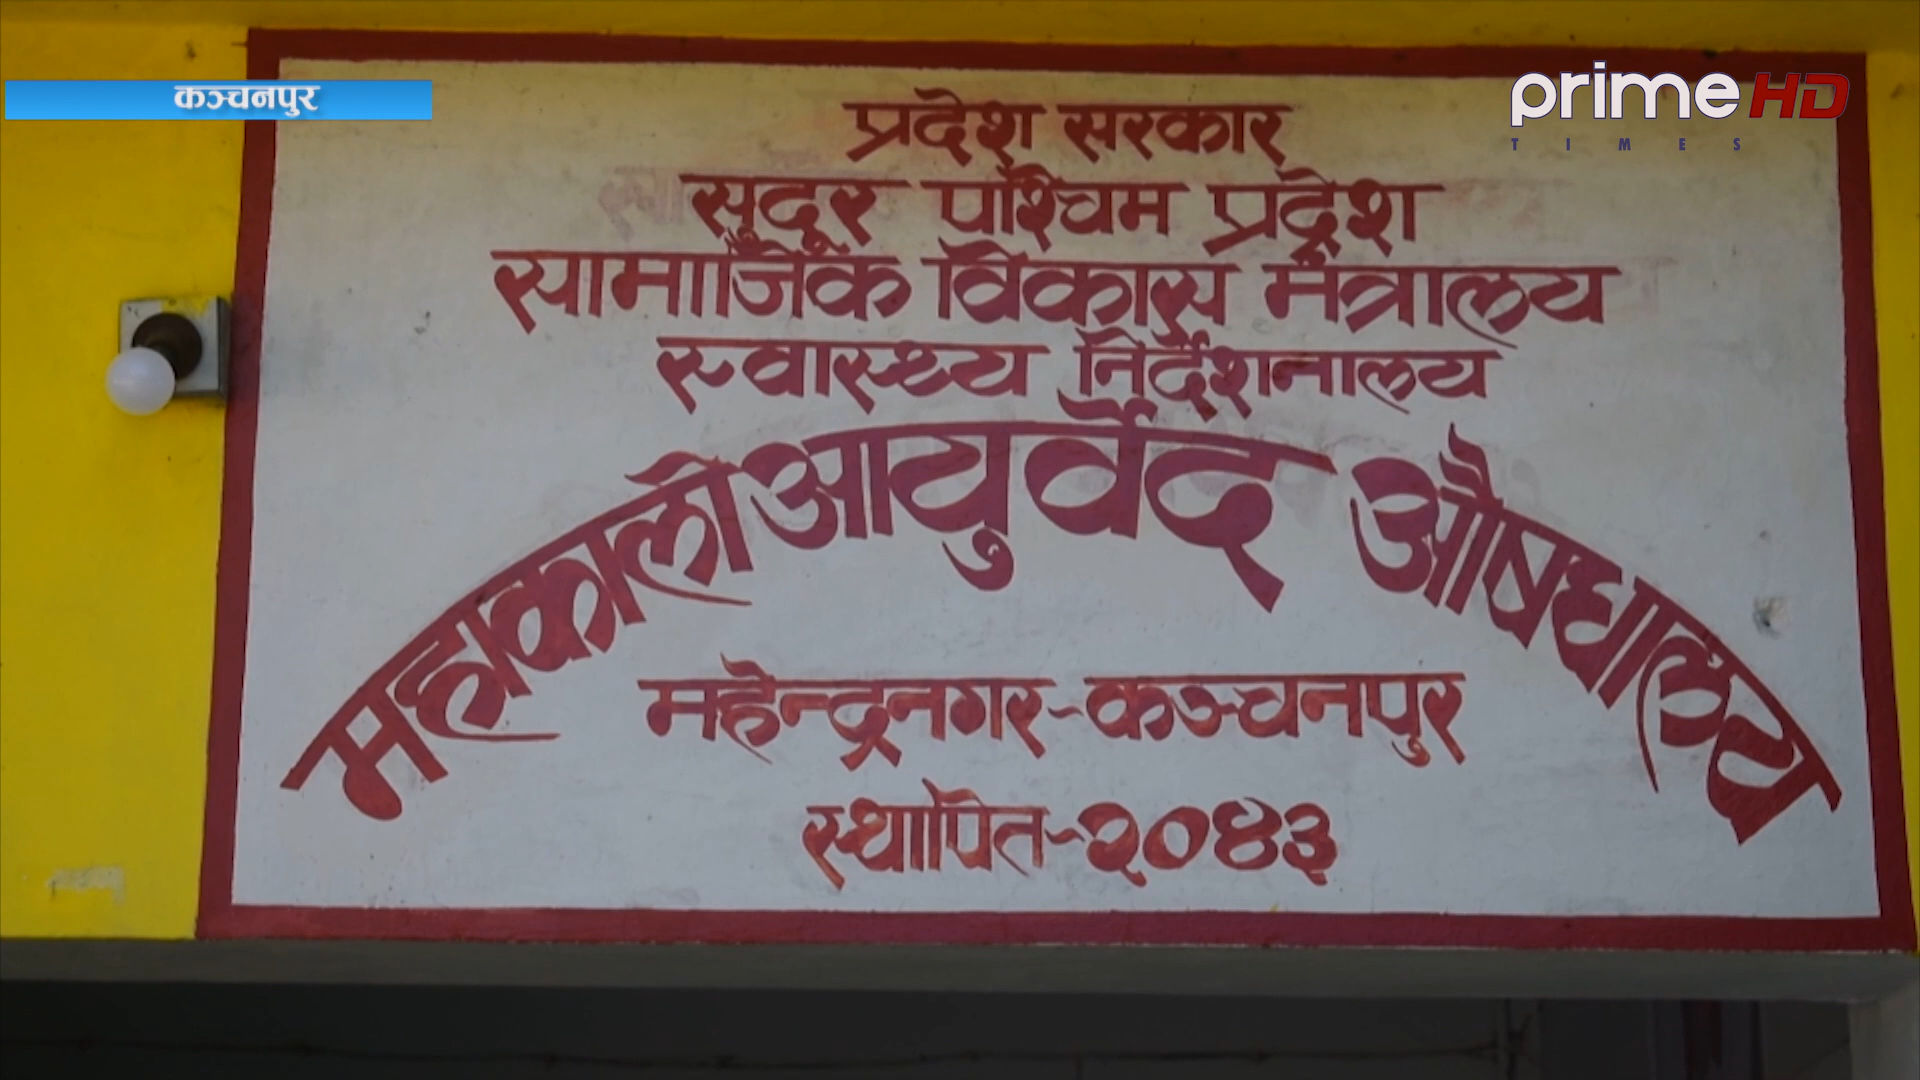 कञ्चनपुर
prime HD
TIMES
प्रदेश सरकार
सुदूर पश्चिम प्रदेश
सामाजिक विकास मंत्रालय
स्वास्थ्य निर्देशनालय
महाकाली आयुर्वेद औषधालय
महेन्द्रनगर-कञ्चनपुर
स्थापित-२०४३